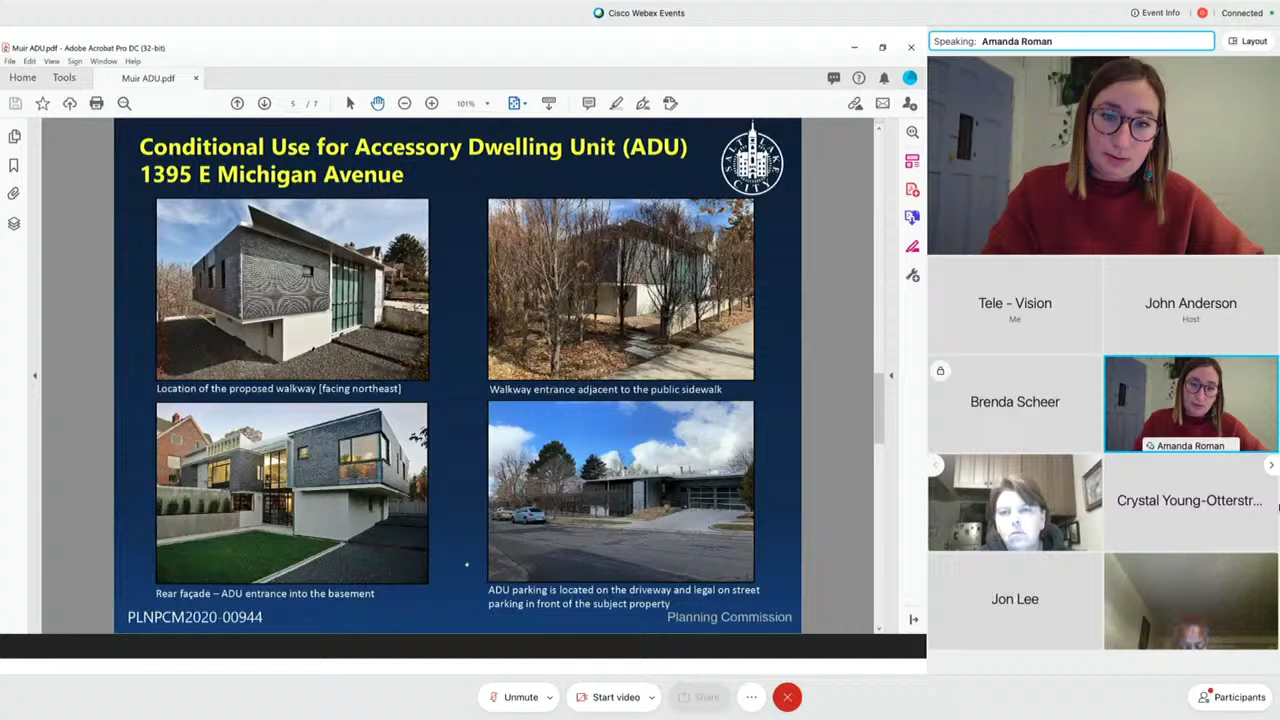 Cisco Webex Events
Event Info
Connected
Muir ADU.pdf - Adobe Acrobat Pro DC (32-bit)
File Edit View Sign Window Help
Home Tools Muir ADU.pdf ×
5 / 7
101%
Speaking: Amanda Roman
Layout
Conditional Use for Accessory Dwelling Unit (ADU)
1395 E Michigan Avenue
SALT LAKE
CITY
Location of the proposed walkway [facing northeast]
Walkway entrance adjacent to the public sidewalk
Rear façade – ADU entrance into the basement
ADU parking is located on the driveway and legal on street
parking in front of the subject property
PLNPCM2020-00944
Planning Commission
Tele - Vision
Me
John Anderson
Host
Brenda Scheer
Amanda Roman
Crystal Young-Otterstr...
Jon Lee
Unmute
Start video
Share
Participants